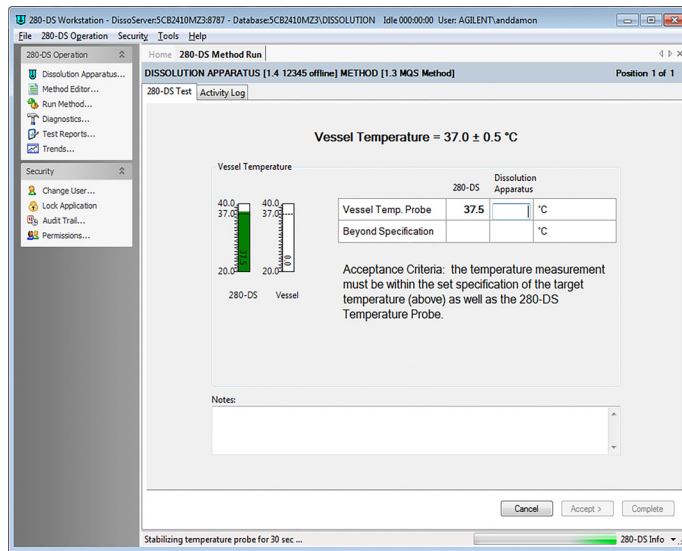 280-DS Workstation - DissoServer:5CB2410MZ3:8787 - Database:5CB2410MZ3\DISSOLUTION Idle 000:00:00 User: AGILENT\anddamon
File 280-DS Operation Security Tools Help
280-DS Operation
Dissolution Apparatus...
Method Editor...
Run Method...
Diagnostics...
Test Reports...
Trends...
Security
Change User...
Lock Application
Audit Trail...
Permissions...
Home 280-DS Method Run
DISSOLUTION APPARATUS [1.4 12345 offline] METHOD [1.3 MQS Method] Position 1 of 1
280-DS Test Activity Log
Vessel Temperature = 37.0 ± 0.5 °C
Vessel Temperature
40.0 40.0
37.0 37.0
37.5 0.0
20.0 20.0
280-DS Vessel
Dissolution
280-DS Apparatus
Vessel Temp. Probe 37.5 °C
Beyond Specification °C
Acceptance Criteria: the temperature measurement
must be within the set specification of the target
temperature (above) as well as the 280-DS
Temperature Probe.
Notes:
Cancel Accept > Complete
Stabilizing temperature probe for 30 sec ... 280-DS Info